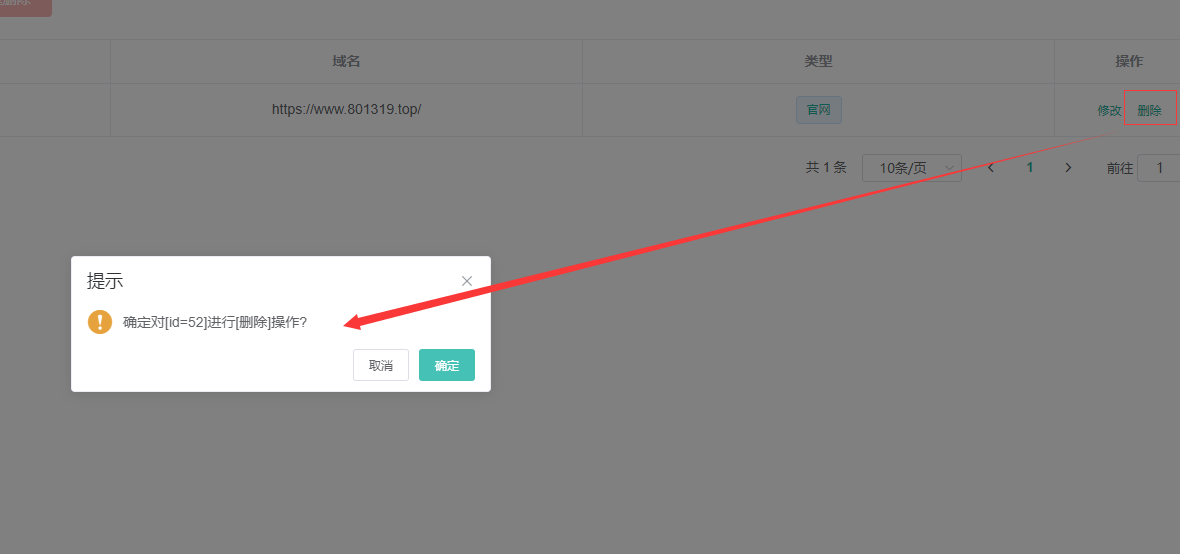 删除
域名 类型 操作
https://www.801319.top/ 官网 修改 删除
共 1 条 10条/页 1 前往 1
提示
确定对[id=52]进行[删除]操作?
取消 确定